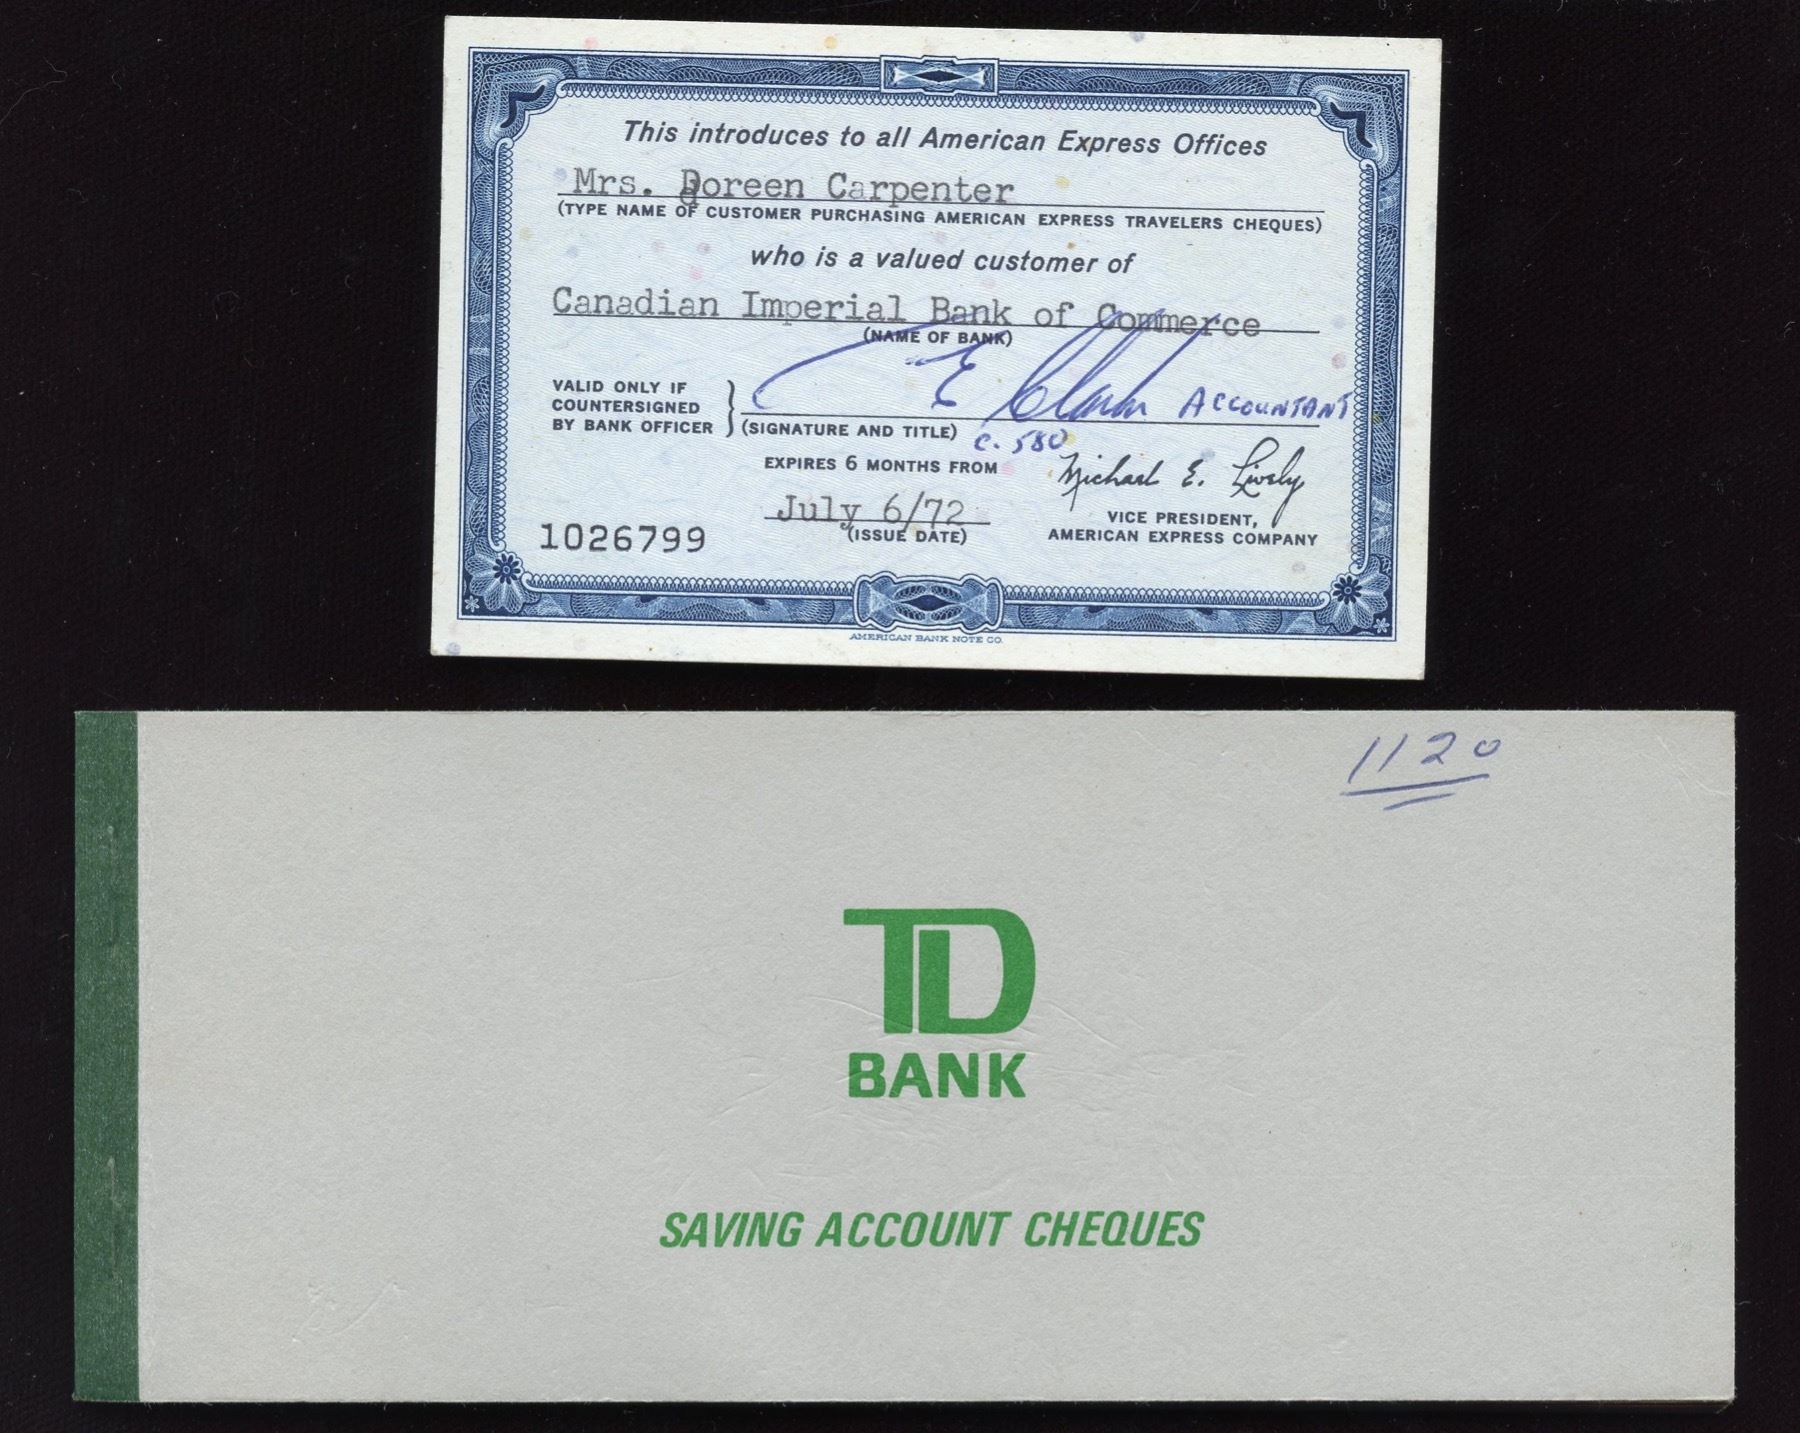 This introduces to all American Express Offices
Mrs. Doreen Carpenter
(TYPE NAME OF CUSTOMER PURCHASING AMERICAN EXPRESS TRAVELERS CHEQUES)
who is a valued customer of
Canadian Imperial Bank of Commerce
(NAME OF BANK)
VALID ONLY IF
COUNTERSIGNED
BY BANK OFFICER
ACCOUNTANT
(SIGNATURE AND TITLE)
C. 580
EXPIRES 6 MONTHS FROM
Michael E. Lively
July 6/72
(ISSUE DATE)
VICE PRESIDENT,
AMERICAN EXPRESS COMPANY
1026799
AMERICAN BANK NOTE CO.
1120
TD
BANK
SAVING ACCOUNT CHEQUES